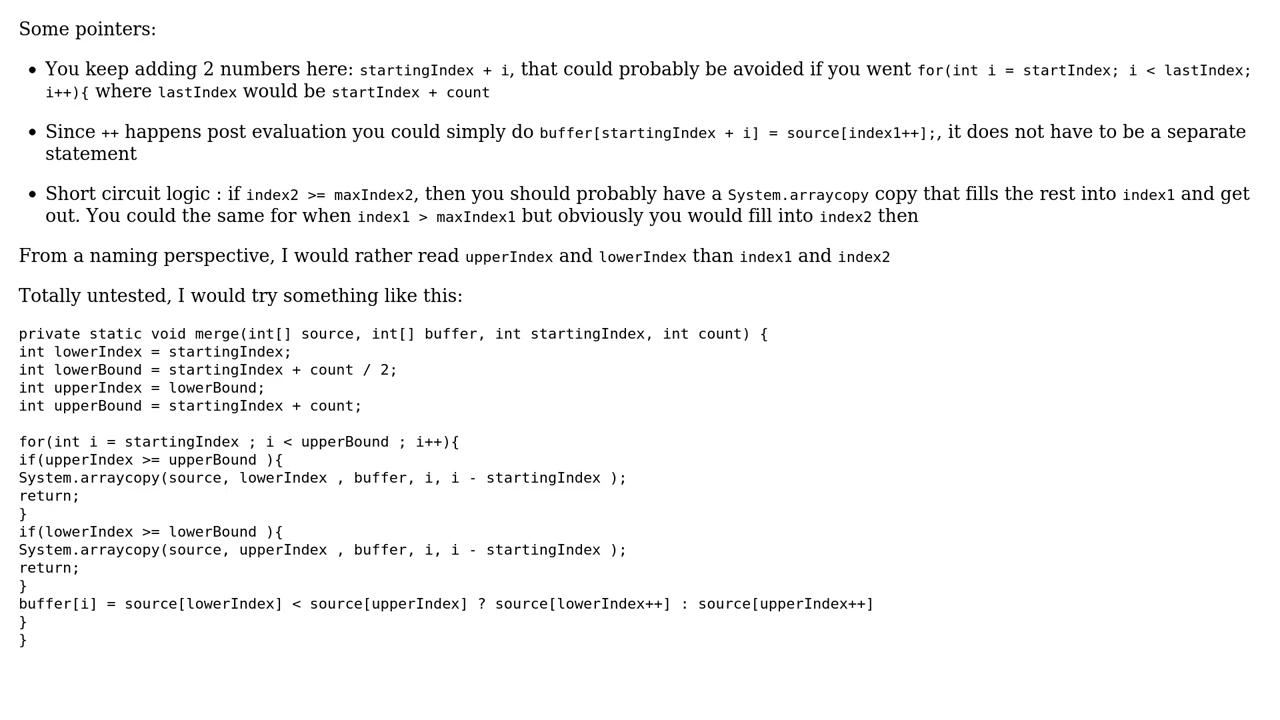 Some pointers:
• You keep adding 2 numbers here: startingIndex + i, that could probably be avoided if you went for(int i = startIndex; i < lastIndex;
i++){ where lastIndex would be startIndex + count
• Since ++ happens post evaluation you could simply do buffer[startingIndex + i] = source[index1++];, it does not have to be a separate
statement
• Short circuit logic : if index2 >= maxIndex2, then you should probably have a System.arraycopy copy that fills the rest into index1 and get
out. You could the same for when index1 > maxIndex1 but obviously you would fill into index2 then
From a naming perspective, I would rather read upperIndex and lowerIndex than index1 and index2
Totally untested, I would try something like this:
private static void merge(int[] source, int[] buffer, int startingIndex, int count) {
int lowerIndex = startingIndex;
int lowerBound = startingIndex + count / 2;
int upperIndex = lowerBound;
int upperBound = startingIndex + count;
for(int i = startingIndex ; i < upperBound ; i++){
if(upperIndex >= upperBound ){
System.arraycopy(source, lowerIndex , buffer, i, i - startingIndex );
return;
}
if(lowerIndex >= lowerBound ){
System.arraycopy(source, upperIndex , buffer, i, i - startingIndex );
return;
}
buffer[i] = source[lowerIndex] < source[upperIndex] ? source[lowerIndex++] : source[upperIndex++]
}
}